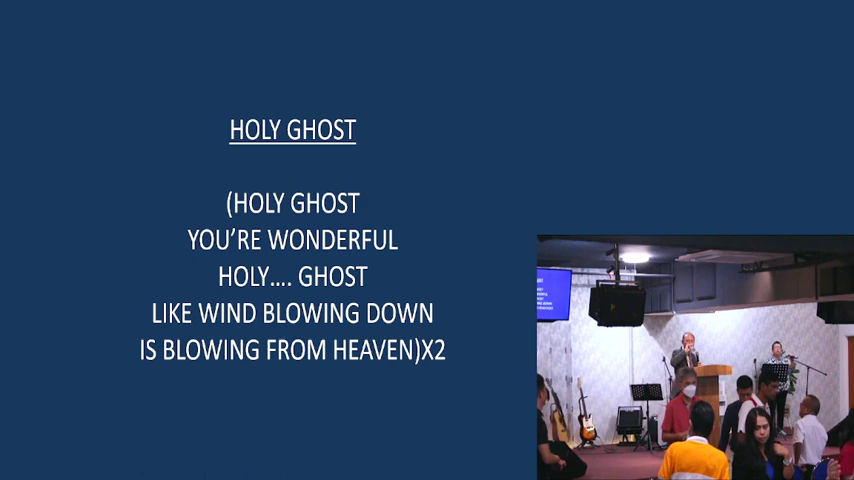 HOLY GHOST
(HOLY GHOST
YOU’RE WONDERFUL
HOLY.... GHOST
LIKE WIND BLOWING DOWN
IS BLOWING FROM HEAVEN)X2